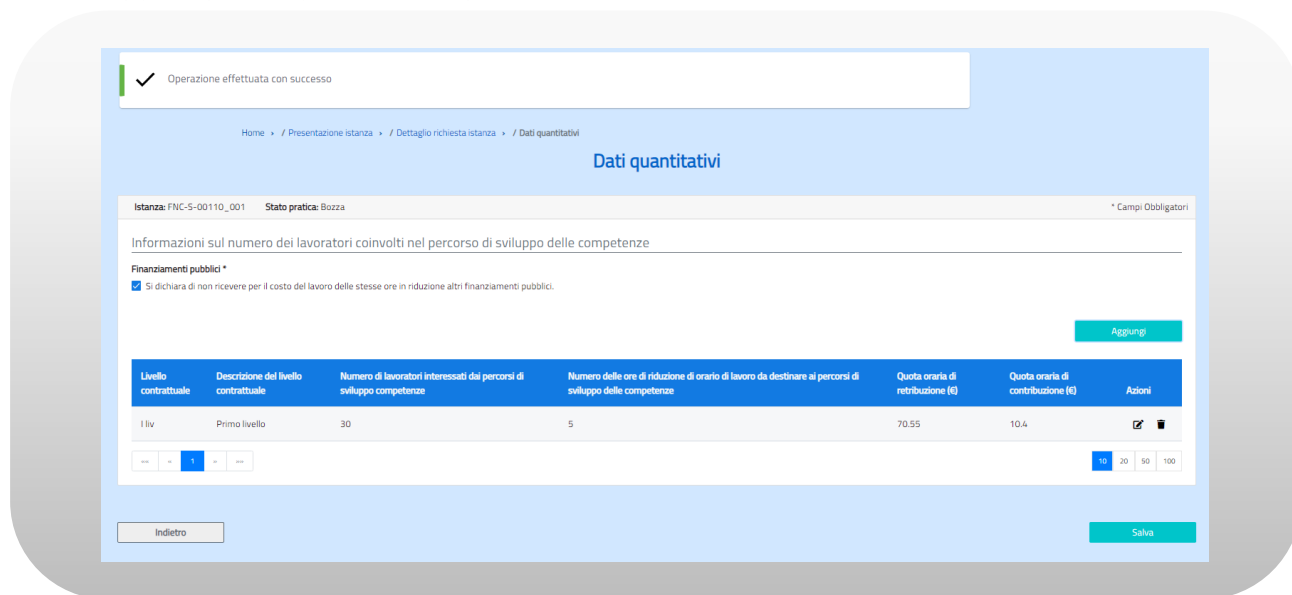 Operazione effettuata con successo
Home › / Presentazione istanza › / Dettaglio richiesta istanza › / Dati quantitativi
Dati quantitativi
Istanza: FNC-S-00110_001 Stato pratica: Bozza * Campi Obbligatori
Informazioni sul numero dei lavoratori coinvolti nel percorso di sviluppo delle competenze
Finanziamenti pubblici *
Si dichiara di non ricevere per il costo del lavoro delle stesse ore in riduzione altri finanziamenti pubblici.
Aggiungi
Livello contrattuale Descrizione del livello contrattuale Numero di lavoratori interessati dai percorsi di sviluppo competenze Numero delle ore di riduzione di orario di lavoro da destinare ai percorsi di sviluppo delle competenze Quota oraria di retribuzione (€) Quota oraria di contribuzione (€) Azioni
I liv Primo livello 30 5 70.55 10.4
«« « 1 » »» 10 20 50 100
Indietro Salva